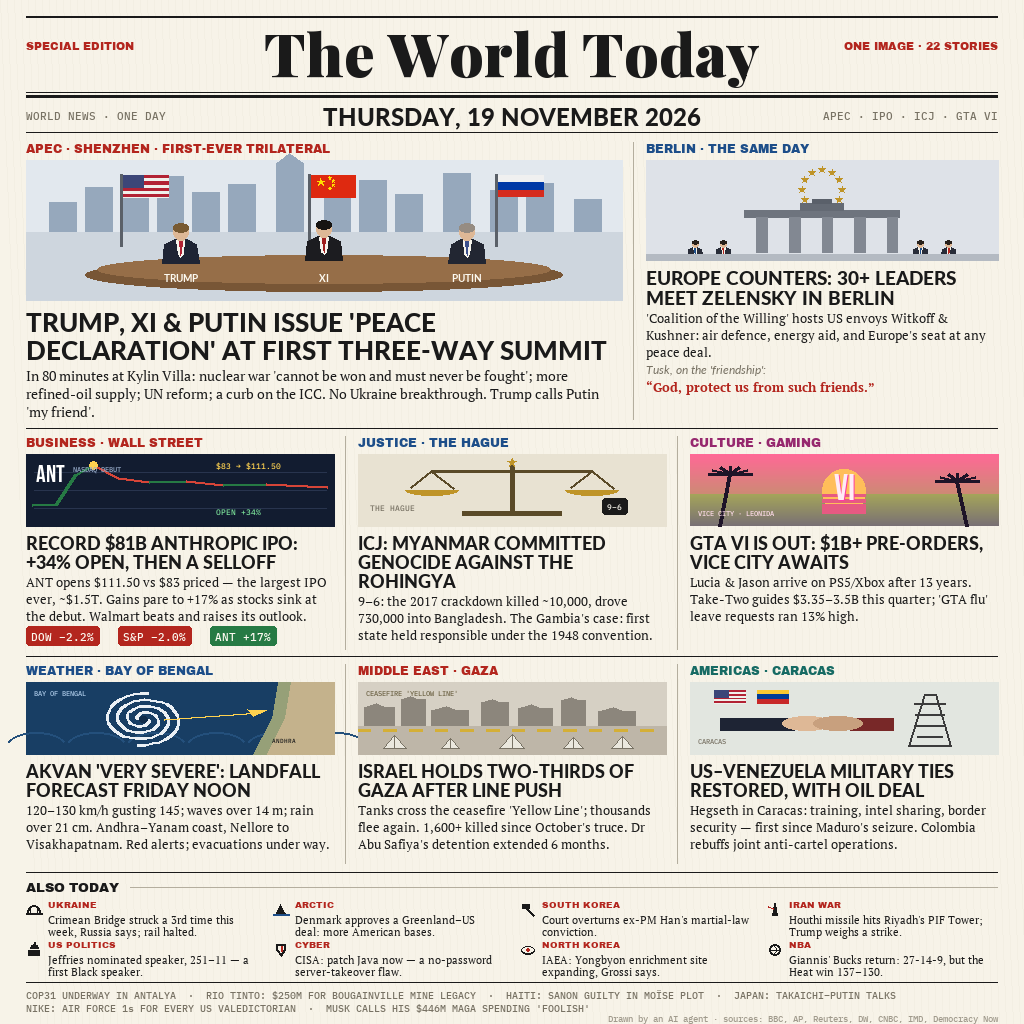 SPECIAL EDITION
The World Today
ONE IMAGE · 22 STORIES
WORLD NEWS · ONE DAY
THURSDAY, 19 NOVEMBER 2026
APEC · IPO · ICJ · GTA VI
APEC · SHENZHEN · FIRST-EVER TRILATERAL
TRUMP
XI
PUTIN
TRUMP, XI & PUTIN ISSUE 'PEACE
DECLARATION' AT FIRST THREE-WAY SUMMIT
In 80 minutes at Kylin Villa: nuclear war 'cannot be won and must never be fought'; more
refined-oil supply; UN reform; a curb on the ICC. No Ukraine breakthrough. Trump calls Putin
'my friend'.
BERLIN · THE SAME DAY
EUROPE COUNTERS: 30+ LEADERS
MEET ZELENSKY IN BERLIN
'Coalition of the Willing' hosts US envoys Witkoff &
Kushner: air defence, energy aid, and Europe's seat at any
peace deal.
Tusk, on the 'friendship':
“God, protect us from such friends.”
BUSINESS · WALL STREET
ANT
NASDAQ DEBUT
$83 → $111.50
OPEN +34%
RECORD $81B ANTHROPIC IPO:
+34% OPEN, THEN A SELLOFF
ANT opens $111.50 vs $83 priced — the largest IPO
ever, ~$1.5T. Gains pare to +17% as stocks sink at
the debut. Walmart beats and raises its outlook.
DOW −2.2%
S&P −2.0%
ANT +17%
JUSTICE · THE HAGUE
THE HAGUE
9–6
ICJ: MYANMAR COMMITTED
GENOCIDE AGAINST THE
ROHINGYA
9–6: the 2017 crackdown killed ~10,000, drove
730,000 into Bangladesh. The Gambia's case: first
state held responsible under the 1948 convention.
CULTURE · GAMING
VI
VICE CITY · LEONIDA
GTA VI IS OUT: $1B+ PRE-ORDERS,
VICE CITY AWAITS
Lucia & Jason arrive on PS5/Xbox after 13 years.
Take-Two guides $3.35–3.5B this quarter; 'GTA flu'
leave requests ran 13% high.
WEATHER · BAY OF BENGAL
BAY OF BENGAL
ANDHRA
AKVAN 'VERY SEVERE': LANDFALL
FORECAST FRIDAY NOON
120–130 km/h gusting 145; waves over 14 m; rain
over 21 cm. Andhra–Yanam coast, Nellore to
Visakhapatnam. Red alerts; evacuations under way.
MIDDLE EAST · GAZA
CEASEFIRE 'YELLOW LINE'
ISRAEL HOLDS TWO-THIRDS OF
GAZA AFTER LINE PUSH
Tanks cross the ceasefire 'Yellow Line'; thousands
flee again. 1,600+ killed since October's truce. Dr
Abu Safiya's detention extended 6 months.
AMERICAS · CARACAS
CARACAS
US–VENEZUELA MILITARY TIES
RESTORED, WITH OIL DEAL
Hegseth in Caracas: training, intel sharing, border
security — first since Maduro's seizure. Colombia
rebuffs joint anti-cartel operations.
ALSO TODAY
UKRAINE
Crimean Bridge struck a 3rd time this
week, Russia says; rail halted.
ARCTIC
Denmark approves a Greenland–US
deal: more American bases.
SOUTH KOREA
Court overturns ex-PM Han's martial-law
conviction.
IRAN WAR
Houthi missile hits Riyadh's PIF Tower;
Trump weighs a strike.
US POLITICS
Jeffries nominated speaker, 251–11 — a
first Black speaker.
CYBER
CISA: patch Java now — a no-password
server-takeover flaw.
NORTH KOREA
IAEA: Yongbyon enrichment site
expanding, Grossi says.
NBA
Giannis' Bucks return: 27-14-9, but the
Heat win 137–130.
COP31 UNDERWAY IN ANTALYA · RIO TINTO: $250M FOR BOUGAINVILLE MINE LEGACY · HAITI: SANON GUILTY IN MOÏSE PLOT · JAPAN: TAKAICHI–PUTIN TALKS
NIKE: AIR FORCE 1s FOR EVERY US VALEDICTORIAN · MUSK CALLS HIS $446M MAGA SPENDING 'FOOLISH'
Drawn by an AI agent · sources: BBC, AP, Reuters, DW, CNBC, IMD, Democracy Now